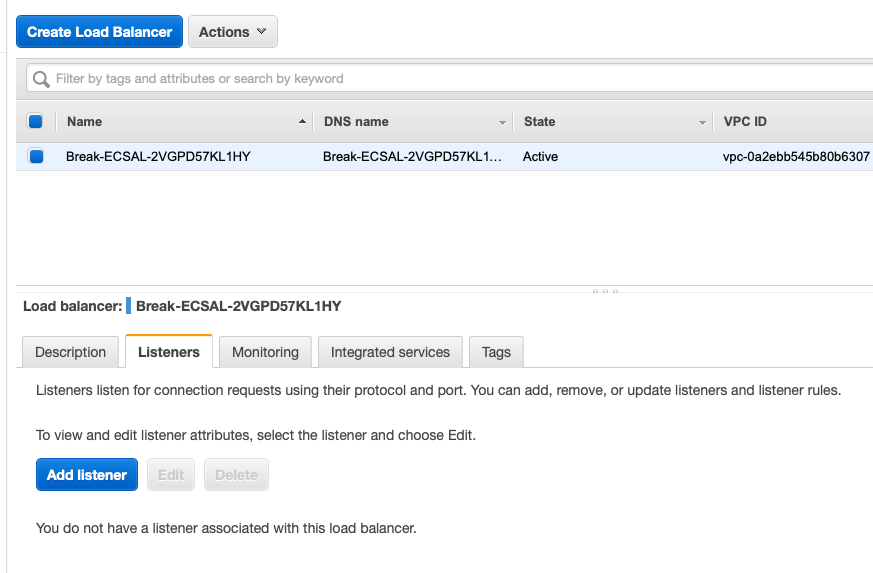 Create Load Balancer Actions
Filter by tags and attributes or search by keyword
Name DNS name State VPC ID
Break-ECSAL-2VGPD57KL1HY Break-ECSAL-2VGPD57KL1... Active vpc-0a2ebb545b80b6307
Load balancer: Break-ECSAL-2VGPD57KL1HY
Description Listeners Monitoring Integrated services Tags
Listeners listen for connection requests using their protocol and port. You can add, remove, or update listeners and listener rules.
To view and edit listener attributes, select the listener and choose Edit.
Add listener Edit Delete
You do not have a listener associated with this load balancer.